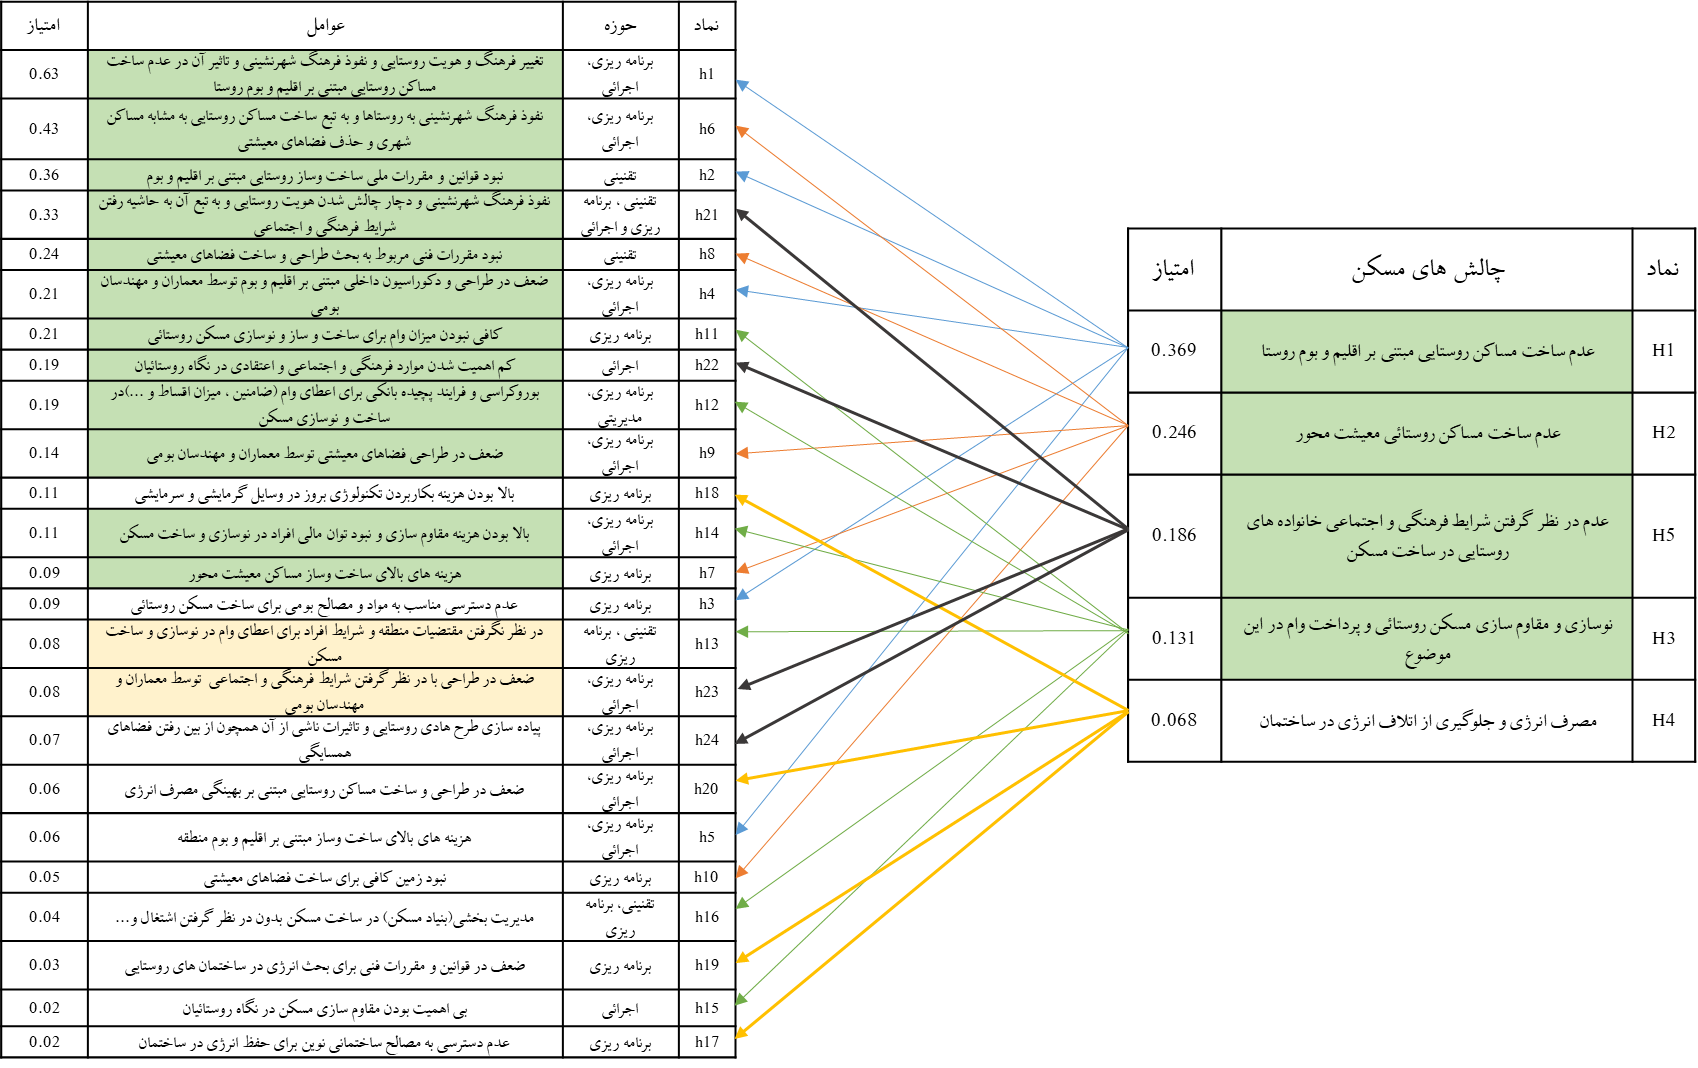 نماد حوزه عوامل امتیاز
h1 برنامه ریزی، تغییر فرهنگ و هویت روستایی و نفوذ فرهنگ شهرنشینی و تاثیر آن در عدم ساخت 0.63
اجرائی مساکن روستایی مبتنی بر اقلیم و بوم روستا
h6 برنامه ریزی، نفوذ فرهنگ شهرنشینی به روستاها و به تبع ساخت مساکن روستایی به مشابه مساکن 0.43
اجرائی شهری و حذف فضاهای معیشتی
h2 تقنینی نبود قوانین و مقررات ملی ساخت وساز روستایی مبتنی بر اقلیم و بوم 0.36
h21 تقنینی ، برنامه نفوذ فرهنگ شهرنشینی و دچار چالش شدن هویت روستایی و به تبع آن به حاشیه رفتن 0.33
ریزی و اجرائی شرایط فرهنگی و اجتماعی
h8 تقنینی نبود مقررات فنی مربوط به بحث طراحی و ساخت فضاهای معیشتی 0.24
h4 برنامه ریزی، ضعف در طراحی و دکوراسیون داخلی مبتنی بر اقلیم و بوم توسط معماران و مهندسان 0.21
اجرائی بومی
h11 برنامه ریزی کافی نبودن میزان وام برای ساخت و ساز و نوسازی مسکن روستائی 0.21
h22 اجرائی کم اهمیت شدن موارد فرهنگی و اجتماعی و اعتقادی در نگاه روستائیان 0.19
h12 برنامه ریزی، بوروکراسی و فرایند پچیده بانکی برای اعطای وام (ضامنین ، میزان اقساط و ...)در 0.19
مدیریتی ساخت و نوسازی مسکن
h9 برنامه ریزی، ضعف در طراحی فضاهای معیشتی توسط معماران و مهندسان بومی 0.14
اجرائی
h18 برنامه ریزی بالا بودن هزینه بکاربردن تکنولوژی بروز در وسایل گرمایشی و سرمایشی 0.11
h14 برنامه ریزی، بالا بودن هزینه مقاوم سازی و نبود توان مالی افراد در نوسازی و ساخت مسکن 0.11
اجرائی
h7 برنامه ریزی هزینه های بالای ساخت وساز مساکن معیشت محور 0.09
h3 برنامه ریزی عدم دسترسی مناسب به مواد و مصالح بومی برای ساخت مسکن روستائی 0.09
h13 تقنینی ، برنامه در نظر نگرفتن مقتضیات منطقه و شرایط افراد برای اعطای وام در نوسازی و ساخت 0.08
ریزی مسکن
h23 برنامه ریزی، ضعف در طراحی با در نظر گرفتن شرایط فرهنگی و اجتماعی توسط معماران و 0.08
اجرائی مهندسان بومی
h24 برنامه ریزی، پیاده سازی طرح هادی روستایی و تاثیرات ناشی از آن همچون از بین رفتن فضاهای 0.07
اجرائی همسایگی
h20 برنامه ریزی، ضعف در طراحی و ساخت مساکن روستایی مبتنی بر بهینگی مصرف انرژی 0.06
اجرائی
h5 برنامه ریزی، هزینه های بالای ساخت وساز مبتنی بر اقلیم و بوم منطقه 0.06
اجرائی
h10 برنامه ریزی نبود زمین کافی برای ساخت فضاهای معیشتی 0.05
h16 تقنینی، برنامه مدیریت بخشی(بنیاد مسکن) در ساخت مسکن بدون در نظر گرفتن اشتغال و... 0.04
ریزی
h19 برنامه ریزی ضعف در قوانین و مقررات فنی برای بحث انرژی در ساختمان های روستایی 0.03
h15 اجرائی بی اهمیت بودن مقاوم سازی مسکن در نگاه روستائیان 0.02
h17 برنامه ریزی عدم دسترسی به مصالح ساختمانی نوین برای حفظ انرژی در ساختمان 0.02
نماد چالش های مسکن امتیاز
H1 عدم ساخت مساکن روستایی مبتنی بر اقلیم و بوم روستا 0.369
H2 عدم ساخت مساکن روستائی معیشت محور 0.246
H5 عدم در نظر گرفتن شرایط فرهنگی و اجتماعی خانواده های 0.186
روستایی در ساخت مسکن
H3 نوسازی و مقاوم سازی مسکن روستائی و پرداخت وام در این 0.131
موضوع
H4 مصرف انرژی و جلوگیری از اتلاف انرژی در ساختمان 0.068